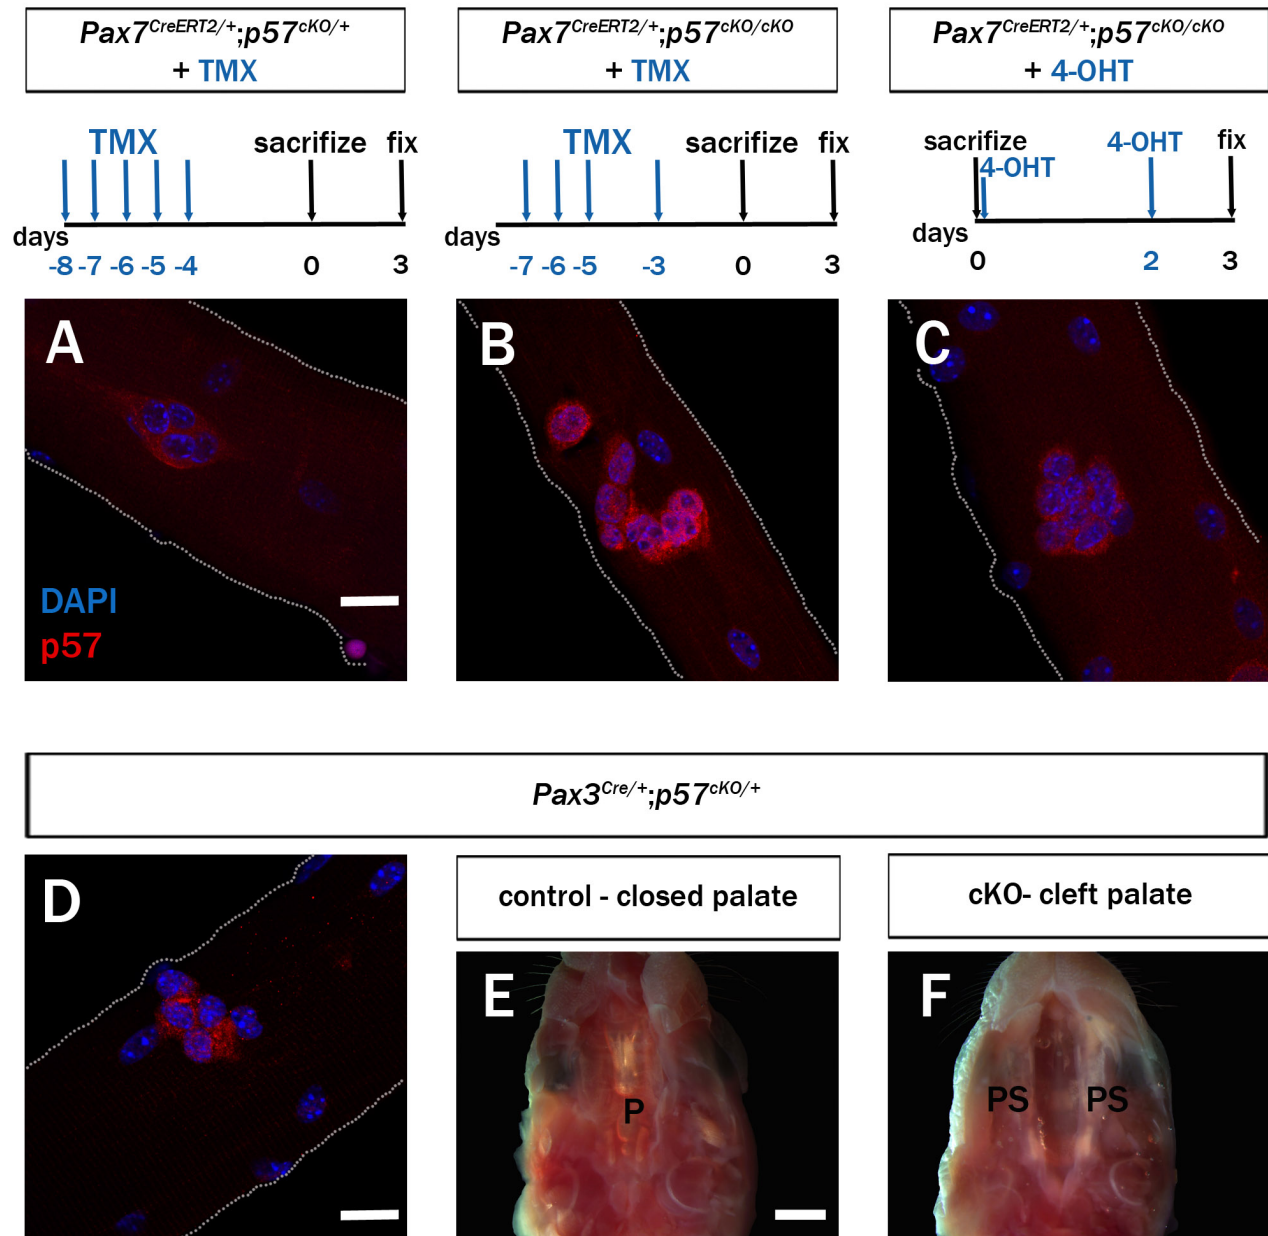 Pax7CreERT2/+;p57cKO/+
+ TMX
Pax7CreERT2/+;p57cKO/cKO
+ TMX
Pax7CreERT2/+;p57cKO/cKO
+ 4-OHT
TMX sacrifize fix
days
-8 -7 -6 -5 -4 0 3
TMX sacrifize fix
days
-7 -6 -5 -3 0 3
sacrifize 4-OHT fix
4-OHT
days
0 2 3
A
DAPI
p57
B
C
Pax3Cre/+;p57cKO/+
D
control - closed palate
cKO- cleft palate
E
P
F
PS PS